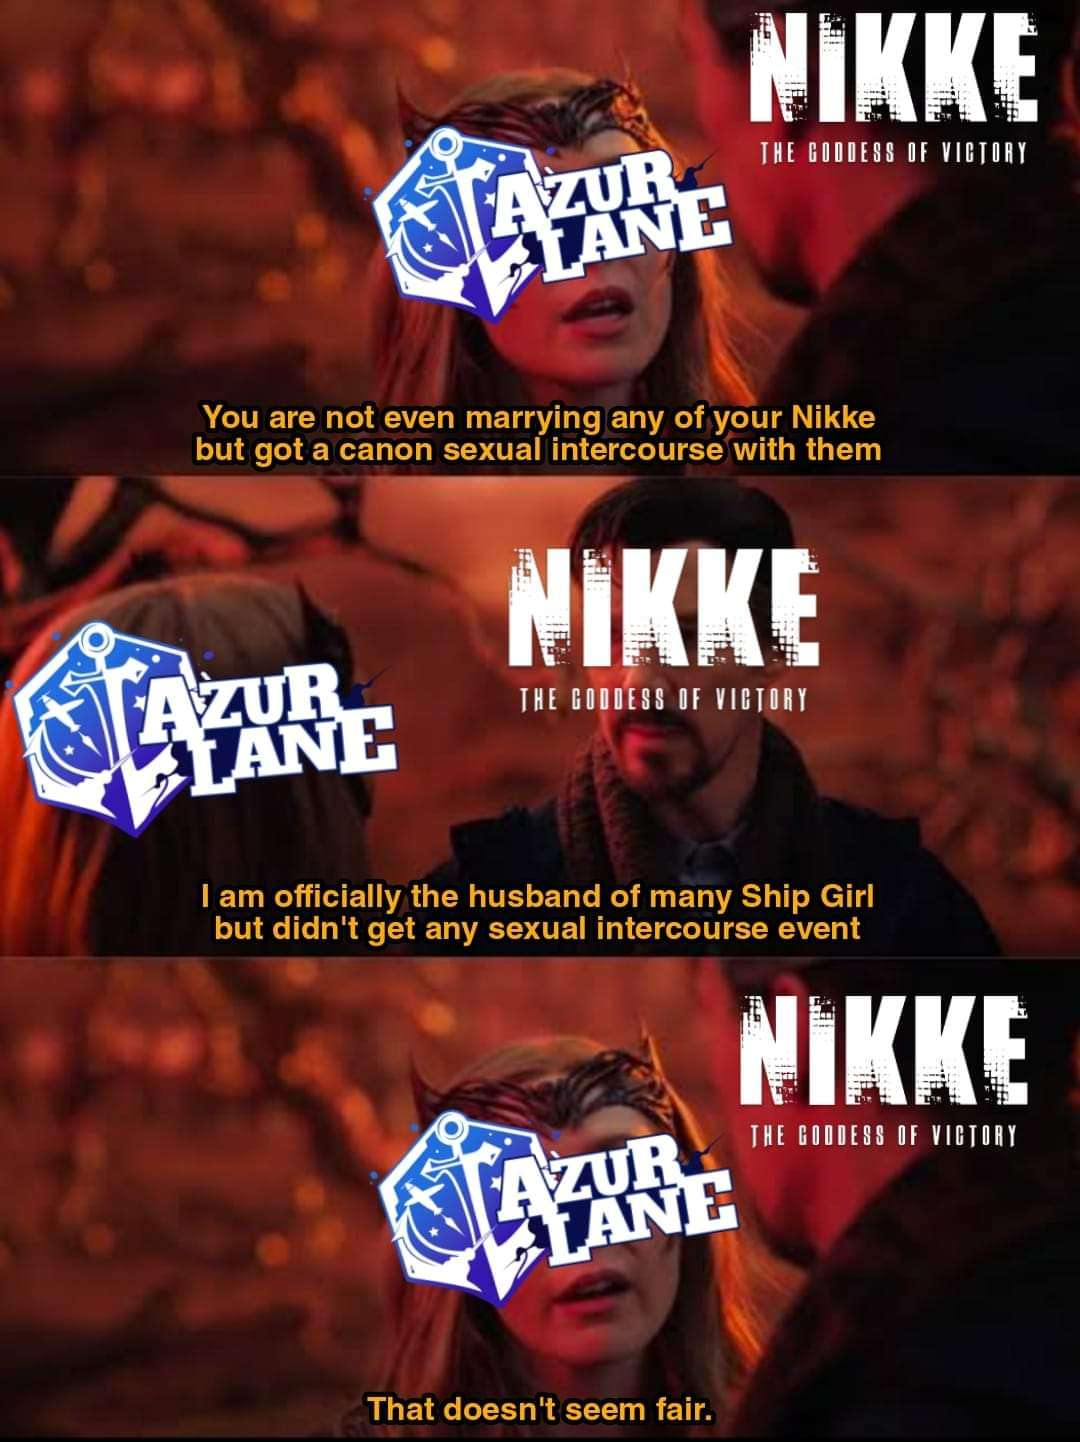 NIKKE
THE GODDESS OF VICTORY
AZUR
LANE
You are not even marrying any of your Nikke
but got a canon sexual intercourse with them
NIKKE
THE GODDESS OF VICTORY
AZUR
LANE
I am officially the husband of many Ship Girl
but didn't get any sexual intercourse event
NIKKE
THE GODDESS OF VICTORY
AZUR
LANE
That doesn't seem fair.